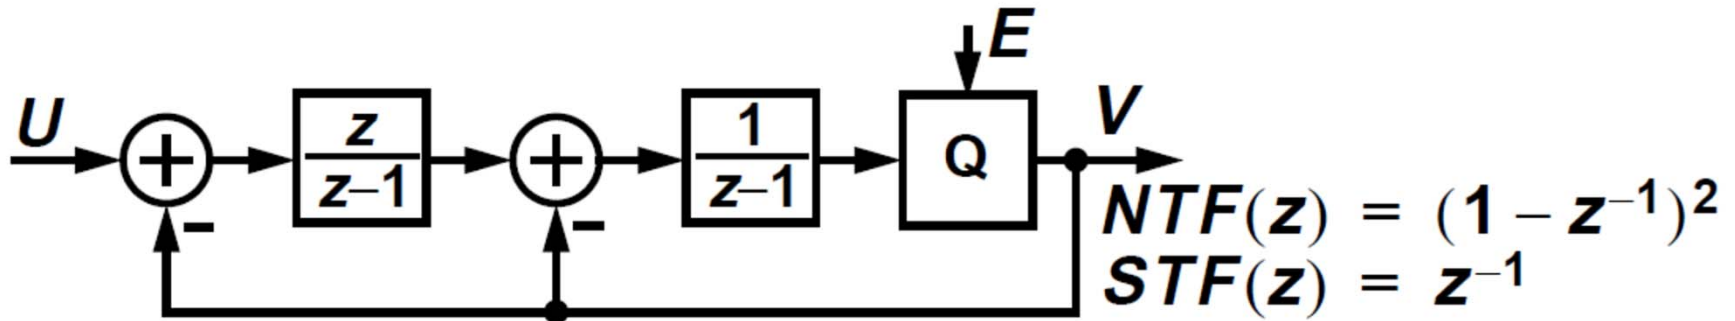 E
U
z
z–1
1
z–1
Q
V
–
–
NTF(z) = (1 – z⁻¹)²
STF(z) = z⁻¹